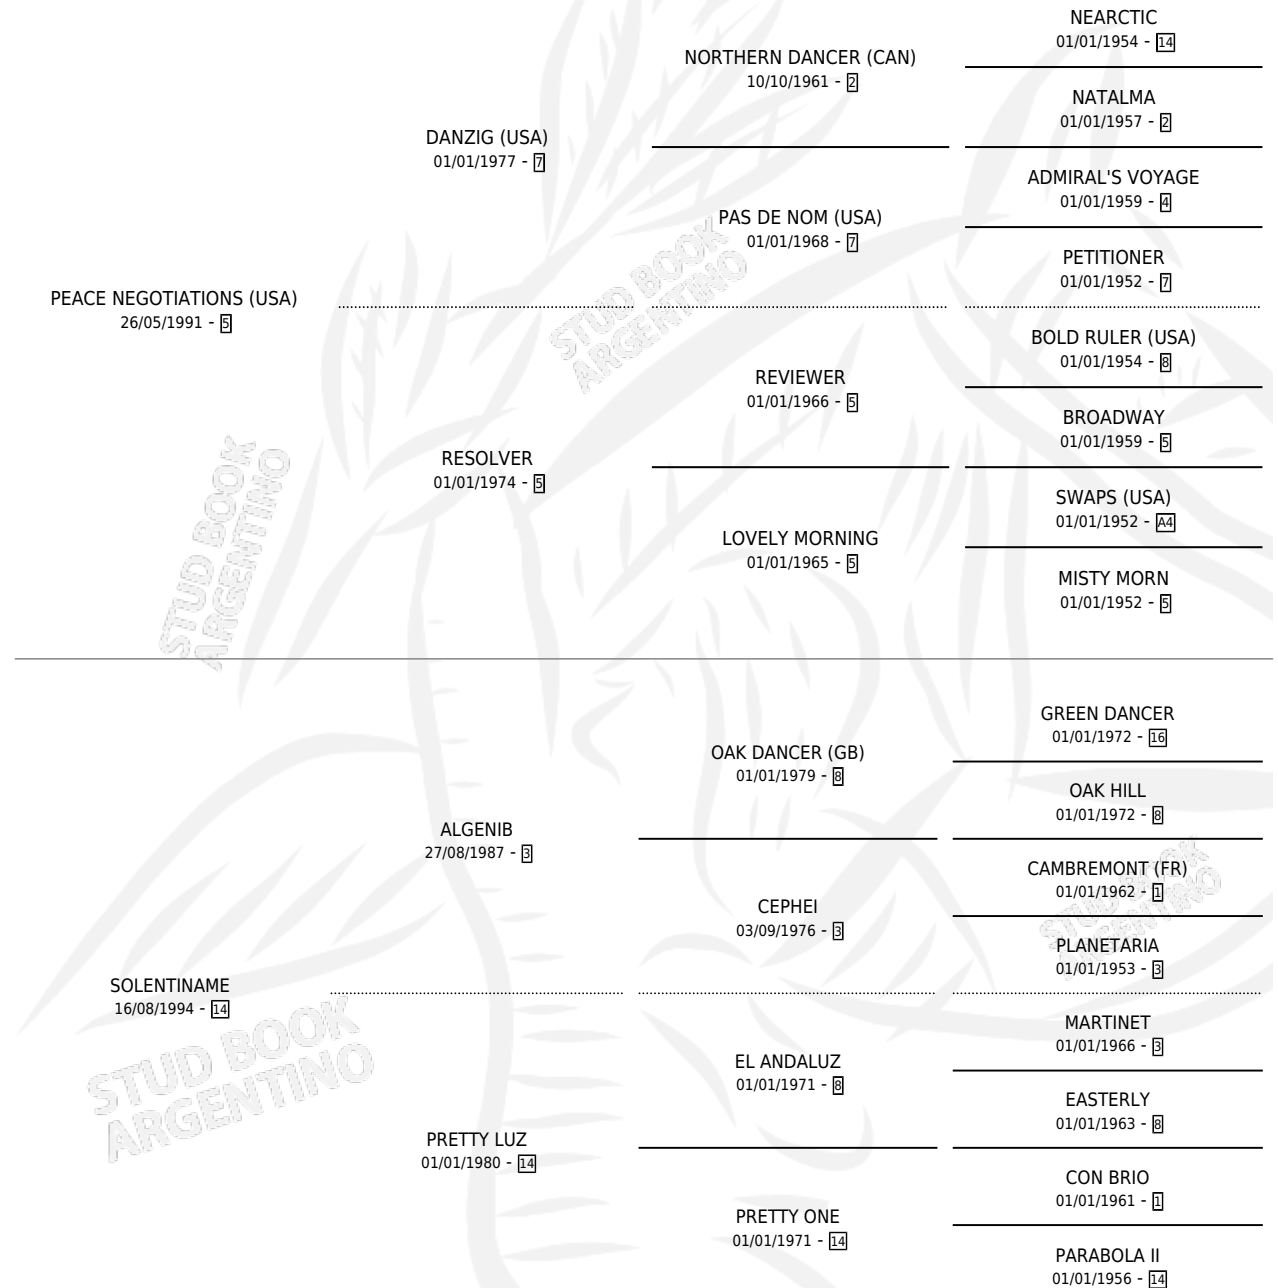 NEARCTIC
01/01/1954 - 14
NORTHERN DANCER (CAN)
10/10/1961 - 2
NATALMA
01/01/1957 - 2
DANZIG (USA)
01/01/1977 - 7
ADMIRAL'S VOYAGE
01/01/1959 - 4
PAS DE NOM (USA)
01/01/1968 - 7
PETITIONER
01/01/1952 - 7
PEACE NEGOTIATIONS (USA)
26/05/1991 - 5
STUD BOOK
ARGENTINO
BOLD RULER (USA)
01/01/1954 - 8
REVIEWER
01/01/1966 - 5
BROADWAY
01/01/1959 - 5
RESOLVER
01/01/1974 - 5
SWAPS (USA)
01/01/1952 - A4
LOVELY MORNING
01/01/1965 - 5
MISTY MORN
01/01/1952 - 5
STUD BOOK
ARGENTINO
GREEN DANCER
01/01/1972 - 16
OAK DANCER (GB)
01/01/1979 - 8
OAK HILL
01/01/1972 - 8
ALGENIB
27/08/1987 - 3
CAMBREMONT (FR)
01/01/1962 - 1
STUD BOOK
ARGENTINO
CEPHEI
03/09/1976 - 3
PLANETARIA
01/01/1953 - 3
SOLENTINAME
16/08/1994 - 14
STUD BOOK
ARGENTINO
MARTINET
01/01/1966 - 3
EL ANDALUZ
01/01/1971 - 8
EASTERLY
01/01/1963 - 8
PRETTY LUZ
01/01/1980 - 14
CON BRIO
01/01/1961 - 1
PRETTY ONE
01/01/1971 - 14
PARABOLA II
01/01/1956 - 14